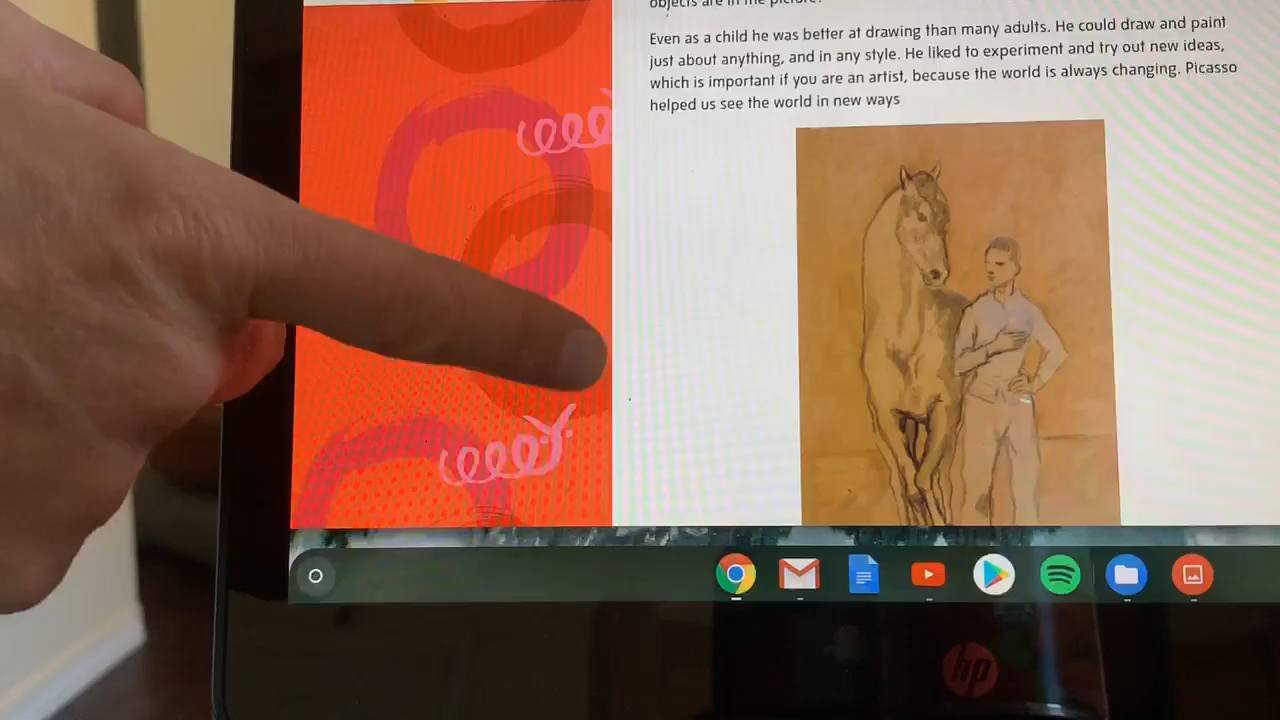 objects are in the picture?
Even as a child he was better at drawing than many adults. He could draw and paint
just about anything, and in any style. He liked to experiment and try out new ideas,
which is important if you are an artist, because the world is always changing. Picasso
helped us see the world in new ways
hp